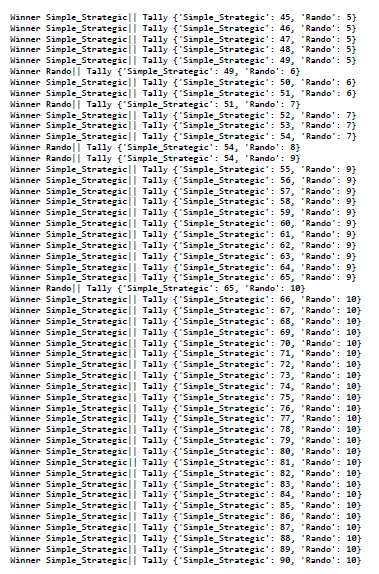 Winner Simple_Strategic|| Tally {'Simple_Strategic': 45, 'Rando': 5}
Winner Simple_Strategic|| Tally {'Simple_Strategic': 46, 'Rando': 5}
Winner Simple_Strategic|| Tally {'Simple_Strategic': 47, 'Rando': 5}
Winner Simple_Strategic|| Tally {'Simple_Strategic': 48, 'Rando': 5}
Winner Simple_Strategic|| Tally {'Simple_Strategic': 49, 'Rando': 5}
Winner Rando|| Tally {'Simple_Strategic': 49, 'Rando': 6}
Winner Simple_Strategic|| Tally {'Simple_Strategic': 50, 'Rando': 6}
Winner Simple_Strategic|| Tally {'Simple_Strategic': 51, 'Rando': 6}
Winner Rando|| Tally {'Simple_Strategic': 51, 'Rando': 7}
Winner Simple_Strategic|| Tally {'Simple_Strategic': 52, 'Rando': 7}
Winner Simple_Strategic|| Tally {'Simple_Strategic': 53, 'Rando': 7}
Winner Simple_Strategic|| Tally {'Simple_Strategic': 54, 'Rando': 7}
Winner Rando|| Tally {'Simple_Strategic': 54, 'Rando': 8}
Winner Rando|| Tally {'Simple_Strategic': 54, 'Rando': 9}
Winner Simple_Strategic|| Tally {'Simple_Strategic': 55, 'Rando': 9}
Winner Simple_Strategic|| Tally {'Simple_Strategic': 56, 'Rando': 9}
Winner Simple_Strategic|| Tally {'Simple_Strategic': 57, 'Rando': 9}
Winner Simple_Strategic|| Tally {'Simple_Strategic': 58, 'Rando': 9}
Winner Simple_Strategic|| Tally {'Simple_Strategic': 59, 'Rando': 9}
Winner Simple_Strategic|| Tally {'Simple_Strategic': 60, 'Rando': 9}
Winner Simple_Strategic|| Tally {'Simple_Strategic': 61, 'Rando': 9}
Winner Simple_Strategic|| Tally {'Simple_Strategic': 62, 'Rando': 9}
Winner Simple_Strategic|| Tally {'Simple_Strategic': 63, 'Rando': 9}
Winner Simple_Strategic|| Tally {'Simple_Strategic': 64, 'Rando': 9}
Winner Simple_Strategic|| Tally {'Simple_Strategic': 65, 'Rando': 9}
Winner Rando|| Tally {'Simple_Strategic': 65, 'Rando': 10}
Winner Simple_Strategic|| Tally {'Simple_Strategic': 66, 'Rando': 10}
Winner Simple_Strategic|| Tally {'Simple_Strategic': 67, 'Rando': 10}
Winner Simple_Strategic|| Tally {'Simple_Strategic': 68, 'Rando': 10}
Winner Simple_Strategic|| Tally {'Simple_Strategic': 69, 'Rando': 10}
Winner Simple_Strategic|| Tally {'Simple_Strategic': 70, 'Rando': 10}
Winner Simple_Strategic|| Tally {'Simple_Strategic': 71, 'Rando': 10}
Winner Simple_Strategic|| Tally {'Simple_Strategic': 72, 'Rando': 10}
Winner Simple_Strategic|| Tally {'Simple_Strategic': 73, 'Rando': 10}
Winner Simple_Strategic|| Tally {'Simple_Strategic': 74, 'Rando': 10}
Winner Simple_Strategic|| Tally {'Simple_Strategic': 75, 'Rando': 10}
Winner Simple_Strategic|| Tally {'Simple_Strategic': 76, 'Rando': 10}
Winner Simple_Strategic|| Tally {'Simple_Strategic': 77, 'Rando': 10}
Winner Simple_Strategic|| Tally {'Simple_Strategic': 78, 'Rando': 10}
Winner Simple_Strategic|| Tally {'Simple_Strategic': 79, 'Rando': 10}
Winner Simple_Strategic|| Tally {'Simple_Strategic': 80, 'Rando': 10}
Winner Simple_Strategic|| Tally {'Simple_Strategic': 81, 'Rando': 10}
Winner Simple_Strategic|| Tally {'Simple_Strategic': 82, 'Rando': 10}
Winner Simple_Strategic|| Tally {'Simple_Strategic': 83, 'Rando': 10}
Winner Simple_Strategic|| Tally {'Simple_Strategic': 84, 'Rando': 10}
Winner Simple_Strategic|| Tally {'Simple_Strategic': 85, 'Rando': 10}
Winner Simple_Strategic|| Tally {'Simple_Strategic': 86, 'Rando': 10}
Winner Simple_Strategic|| Tally {'Simple_Strategic': 87, 'Rando': 10}
Winner Simple_Strategic|| Tally {'Simple_Strategic': 88, 'Rando': 10}
Winner Simple_Strategic|| Tally {'Simple_Strategic': 89, 'Rando': 10}
Winner Simple_Strategic|| Tally {'Simple_Strategic': 90, 'Rando': 10}